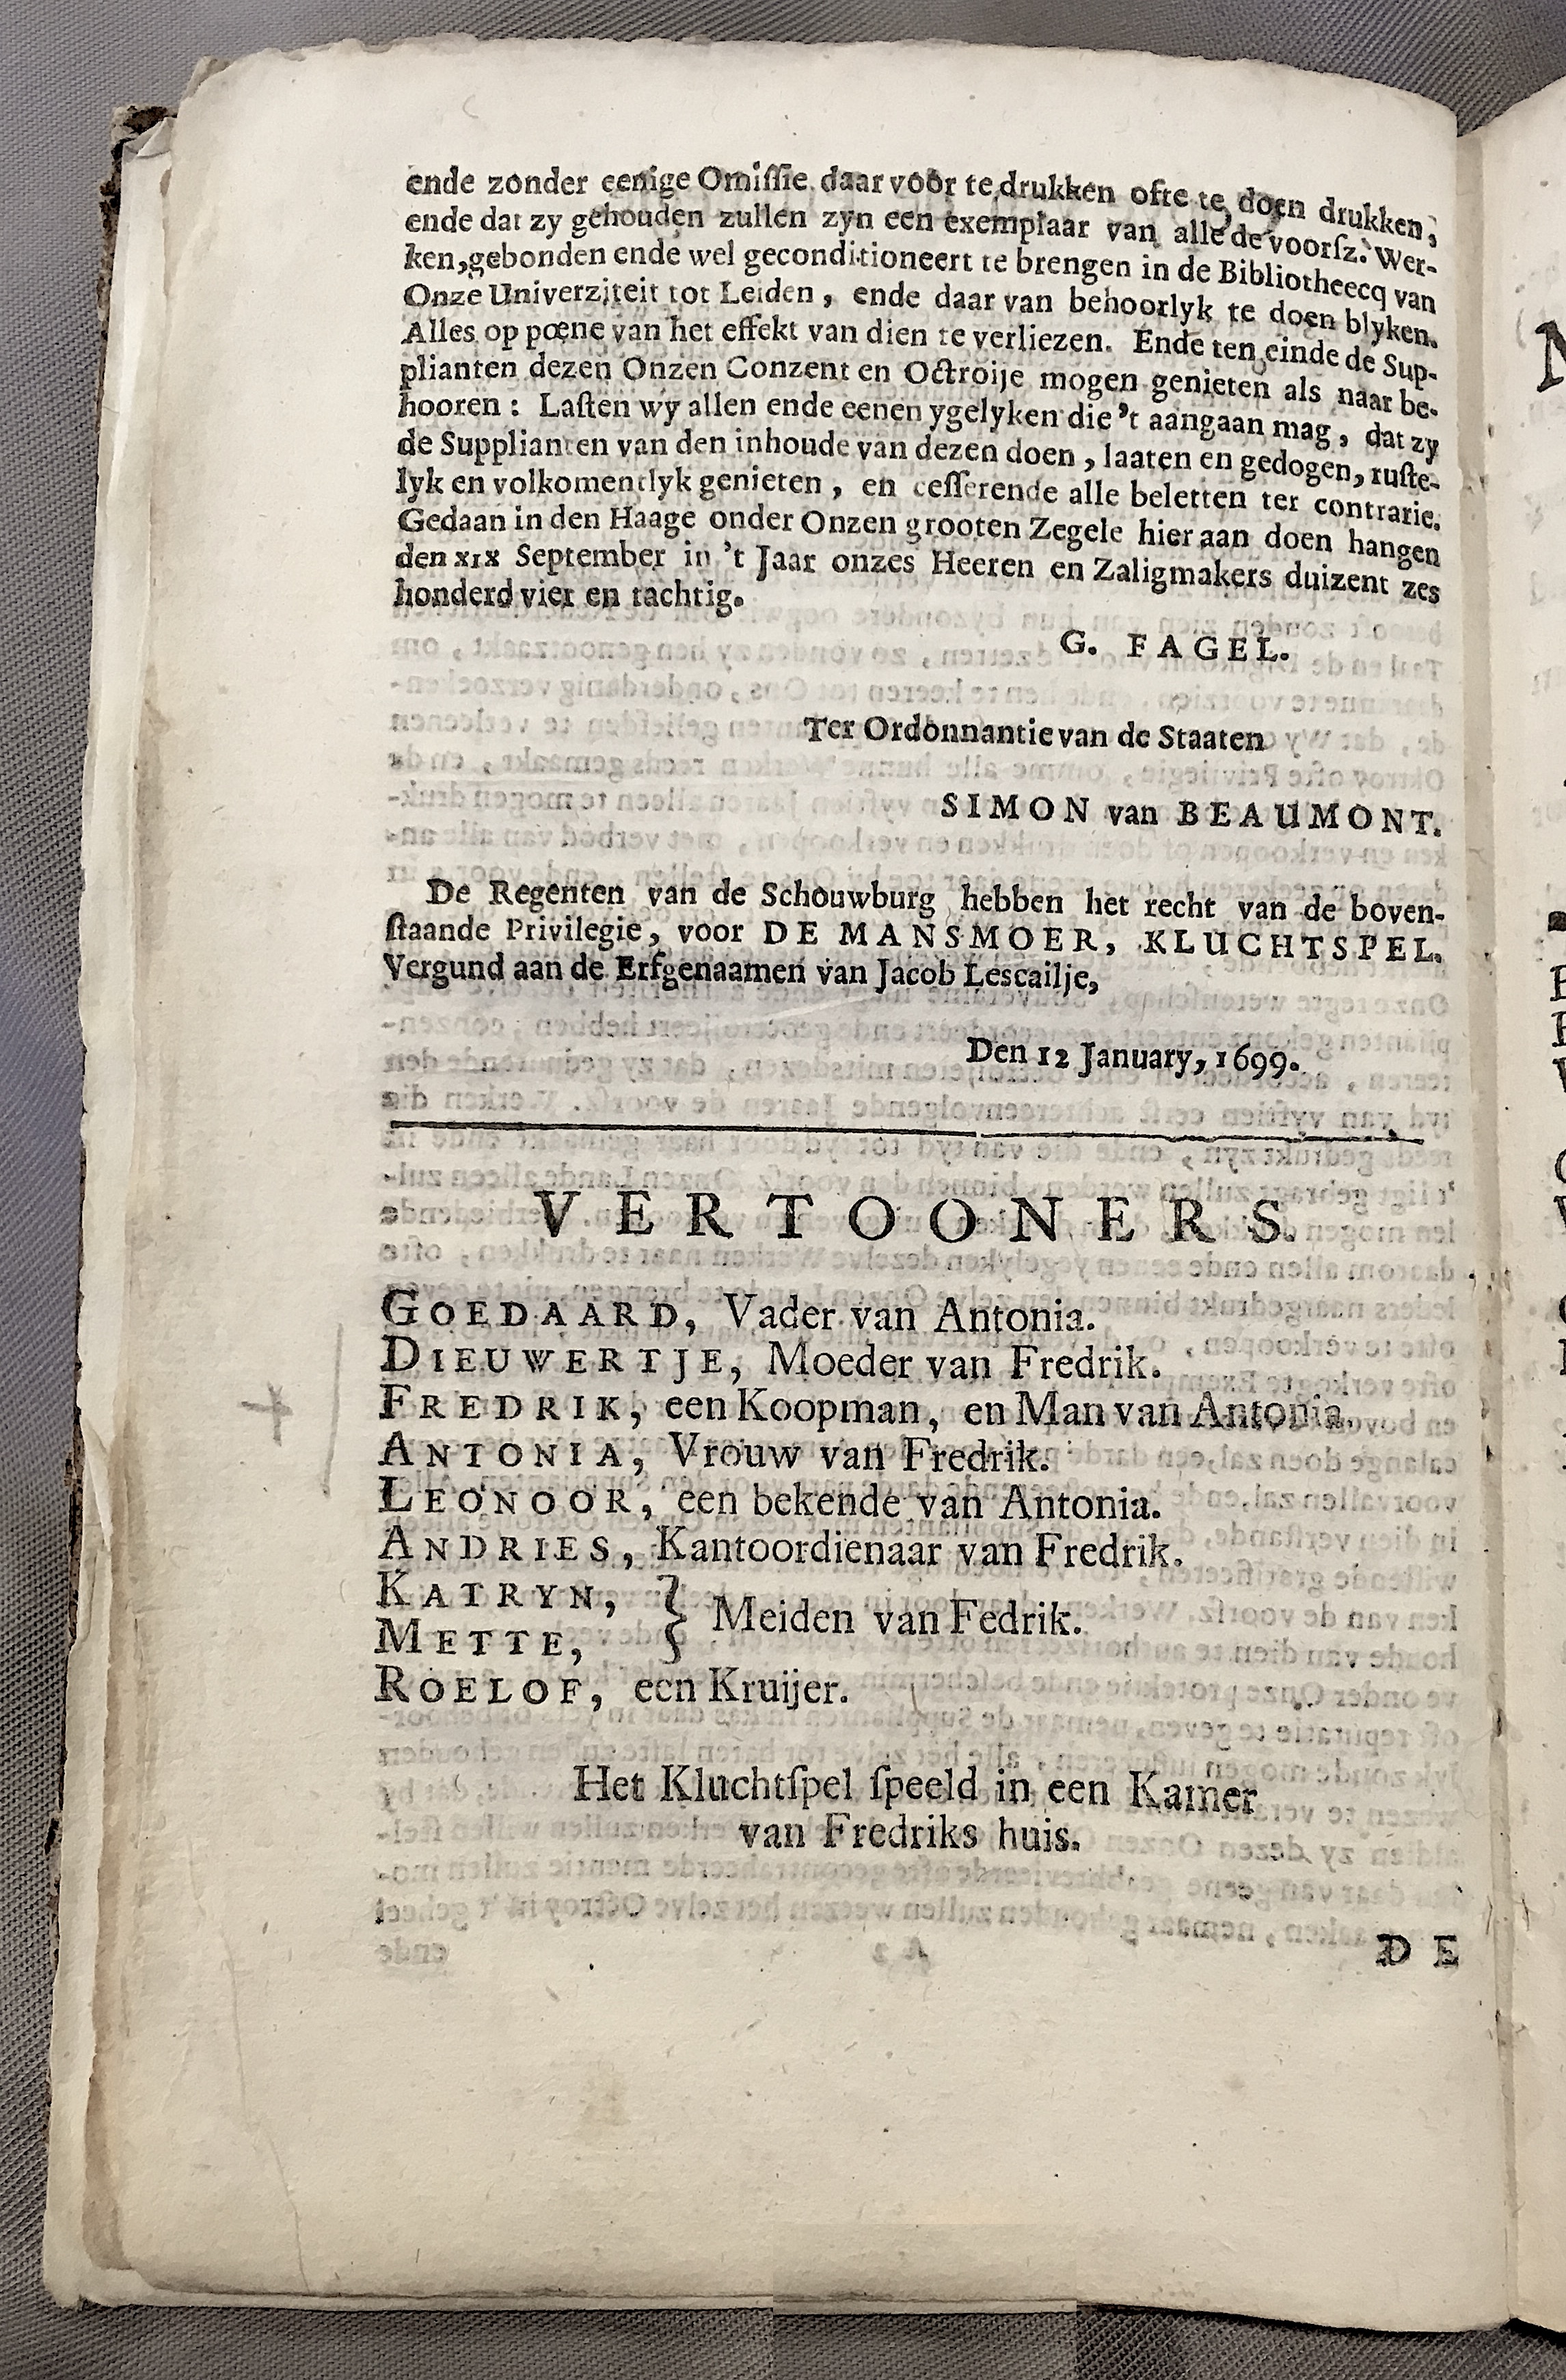 ende zonder eenige Omiſſie daar voor te drukken ofte te doen drukken,
ende dat zy gehouden zullen zyn een exemplaar van alle de voorſz. Wer-
ken, gebonden ende wel geconditioneert te brengen in de Bibliotheecq van
Onze Univerziteit tot Leiden, ende daar van behoorlyk te doen blyken.
Alles op pœne van het effekt van dien te verliezen. Ende ten einde de Sup-
plianten dezen Onzen Conzent en Octroije mogen genieten als naar be-
hooren: Laſten wy allen ende eenen ygelyken die 't aangaan mag, dat zy
de Supplianten van den inhoude van dezen doen, laaten en gedogen, ruſte-
lyk en volkomentlyk genieten, en ceſſerende alle beletten ter contrarie.
Gedaan in den Haage onder Onzen grooten Zegele hier aan doen hangen
den XIX September in 't Jaar onzes Heeren en Zaligmakers duizent zes
honderd vier en tachtig.
G. FAGEL.
Ter Ordonnantie van de Staaten
SIMON van BEAUMONT.
De Regenten van de Schouwburg hebben het recht van de boven-
ſtaande Privilegie, voor DE MANSMOER, KLUCHTSPEL.
Vergund aan de Erfgenaamen van Jacob Lescailje,
Den 12 January, 1699.
VERTOONERS.
GOEDAARD, Vader van Antonia.
DIEUWERTJE, Moeder van Fredrik.
FREDRIK, een Koopman, en Man van Antonia.
ANTONIA, Vrouw van Fredrik.
LEONOOR, een bekende van Antonia.
ANDRIES, Kantoordienaar van Fredrik.
KATRYN,
METTE, } Meiden van Fedrik.
ROELOF, een Kruijer.
Het Kluchtſpel ſpeeld in een Kamer
van Fredriks huis.
DE